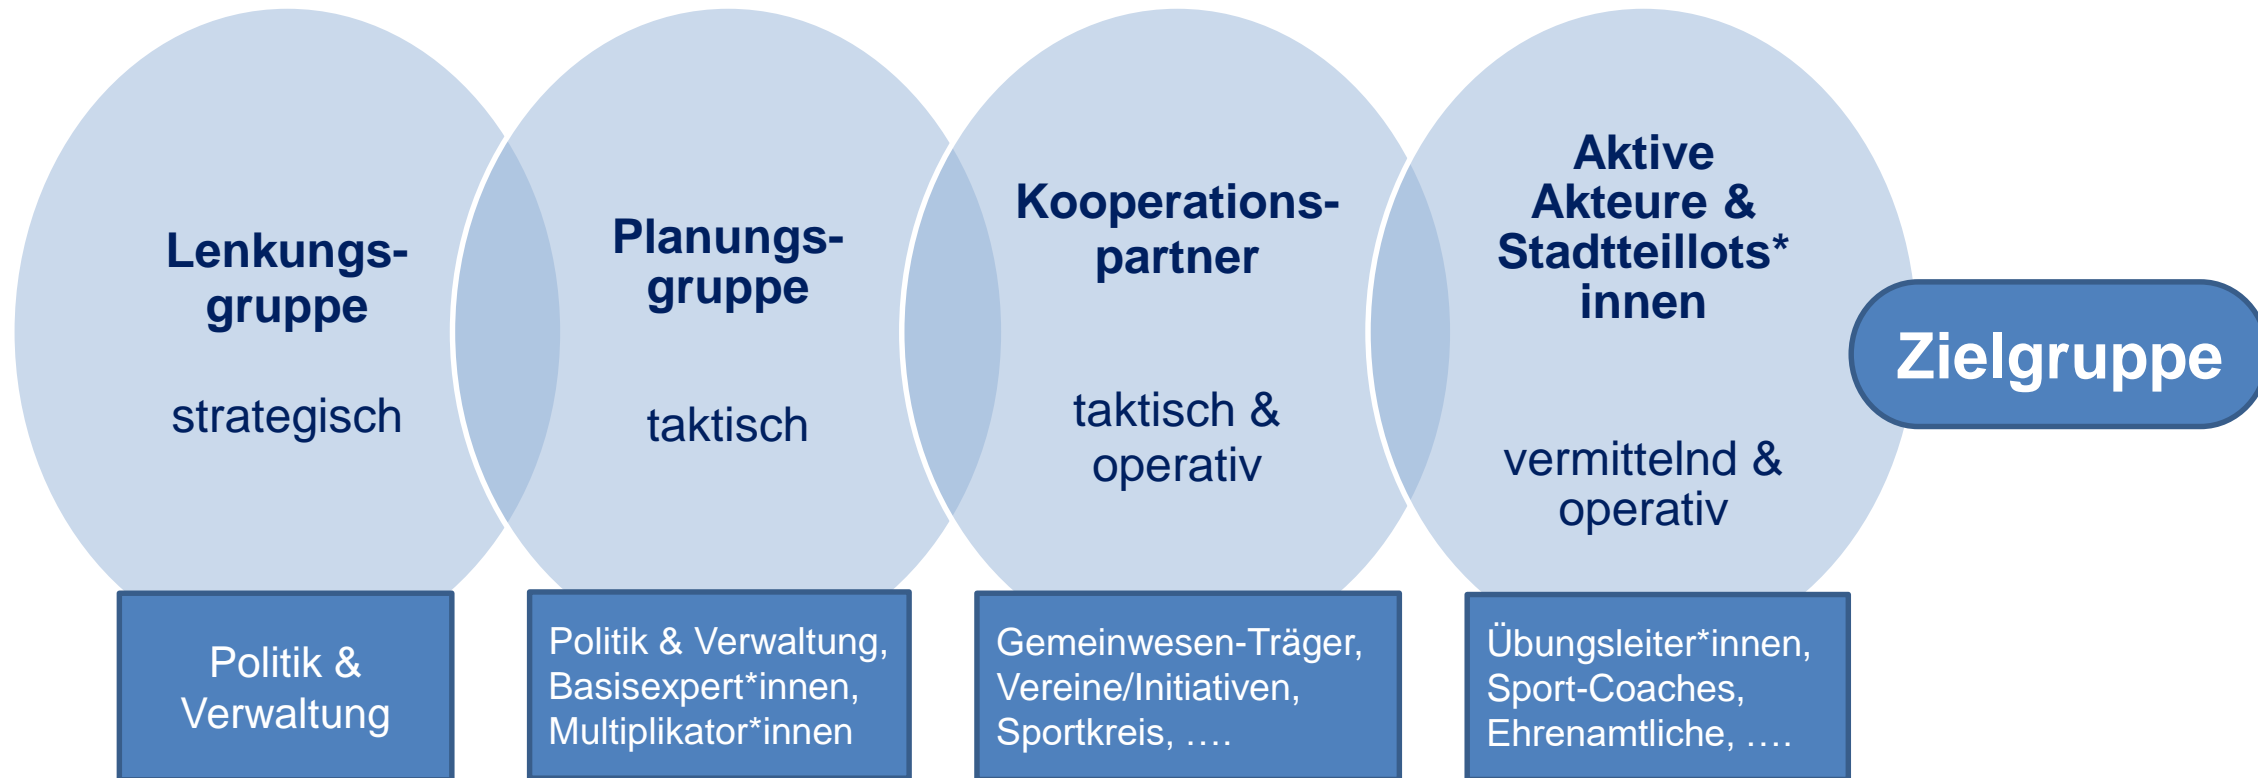 Lenkungs-
gruppe
strategisch
Politik &
Verwaltung
Planungs-
gruppe
taktisch
Politik & Verwaltung,
Basisexpert*innen,
Multiplikator*innen
Kooperations-
partner
taktisch &
operativ
Gemeinwesen-Träger,
Vereine/Initiativen,
Sportkreis, ….
Aktive
Akteure &
Stadtteillots*
innen
vermittelnd &
operativ
Übungsleiter*innen,
Sport-Coaches,
Ehrenamtliche, ….
Zielgruppe